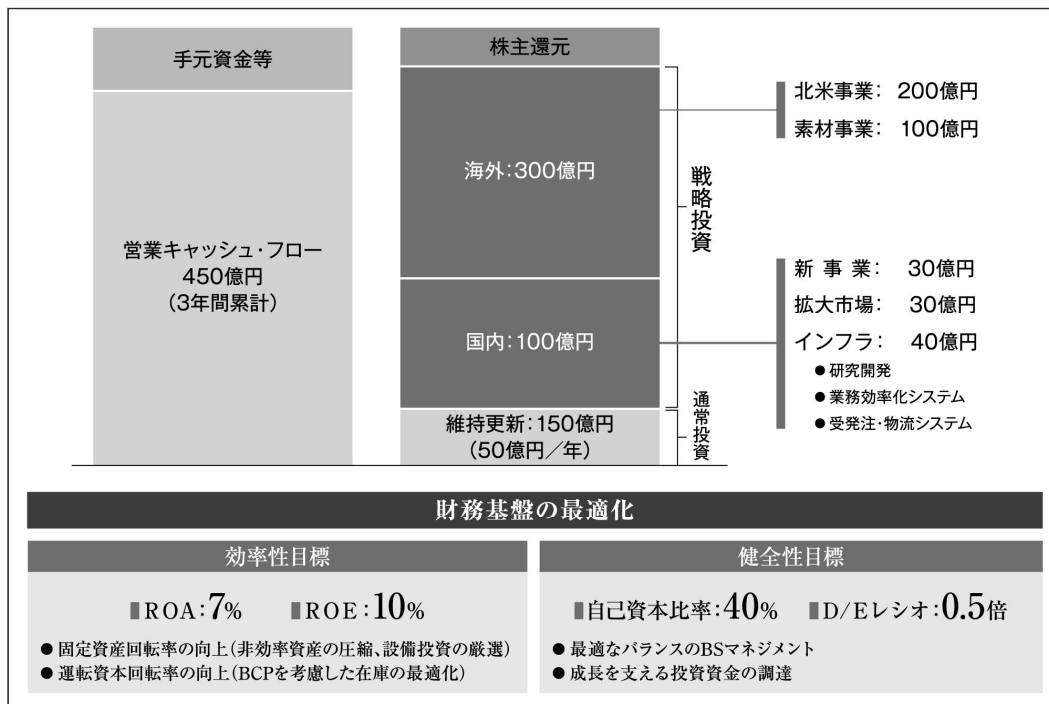 手元資金等
営業キャッシュ・フロー
450億円
(3年間累計)
株主還元
海外:300億円
国内:100億円
維持更新:150億円
(50億円/年)
戦略投資
通常投資
北米事業: 200億円
素材事業: 100億円
新事業: 30億円
拡大市場: 30億円
インフラ: 40億円
● 研究開発
● 業務効率化システム
● 受発注・物流システム
財務基盤の最適化
効率性目標
■ROA:7% ■ROE:10%
● 固定資産回転率の向上(非効率資産の圧縮、設備投資の厳選)
● 運転資本回転率の向上(BCPを考慮した在庫の最適化)
健全性目標
■自己資本比率:40% ■D/Eレシオ:0.5倍
● 最適なバランスのBSマネジメント
● 成長を支える投資資金の調達